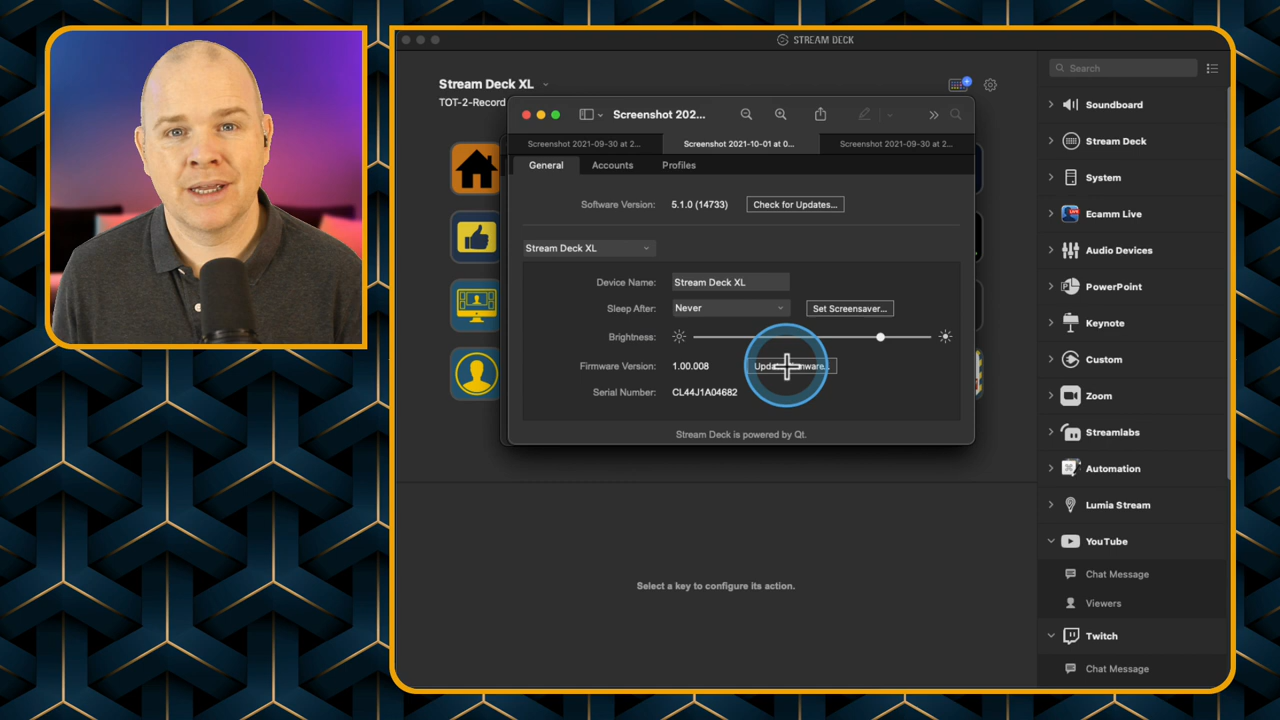 STREAM DECK
Stream Deck XL
TOT-2-Record
Search
Screenshot 202...
Screenshot 2021-09-30 at 2...
Screenshot 2021-10-01 at 0...
Screenshot 2021-09-30 at 2...
General
Accounts
Profiles
Software Version:
5.1.0 (14733)
Check for Updates...
Stream Deck XL
Device Name:
Stream Deck XL
Sleep After:
Never
Set Screensaver...
Brightness:
Firmware Version:
1.00.008
Serial Number:
CL44J1A04682
Stream Deck is powered by Qt.
Select a key to configure its action.
Soundboard
Stream Deck
System
LIVE
Ecamm Live
Audio Devices
PowerPoint
Keynote
Custom
Zoom
Streamlabs
Automation
Lumia Stream
YouTube
Chat Message
Viewers
Twitch
Chat Message